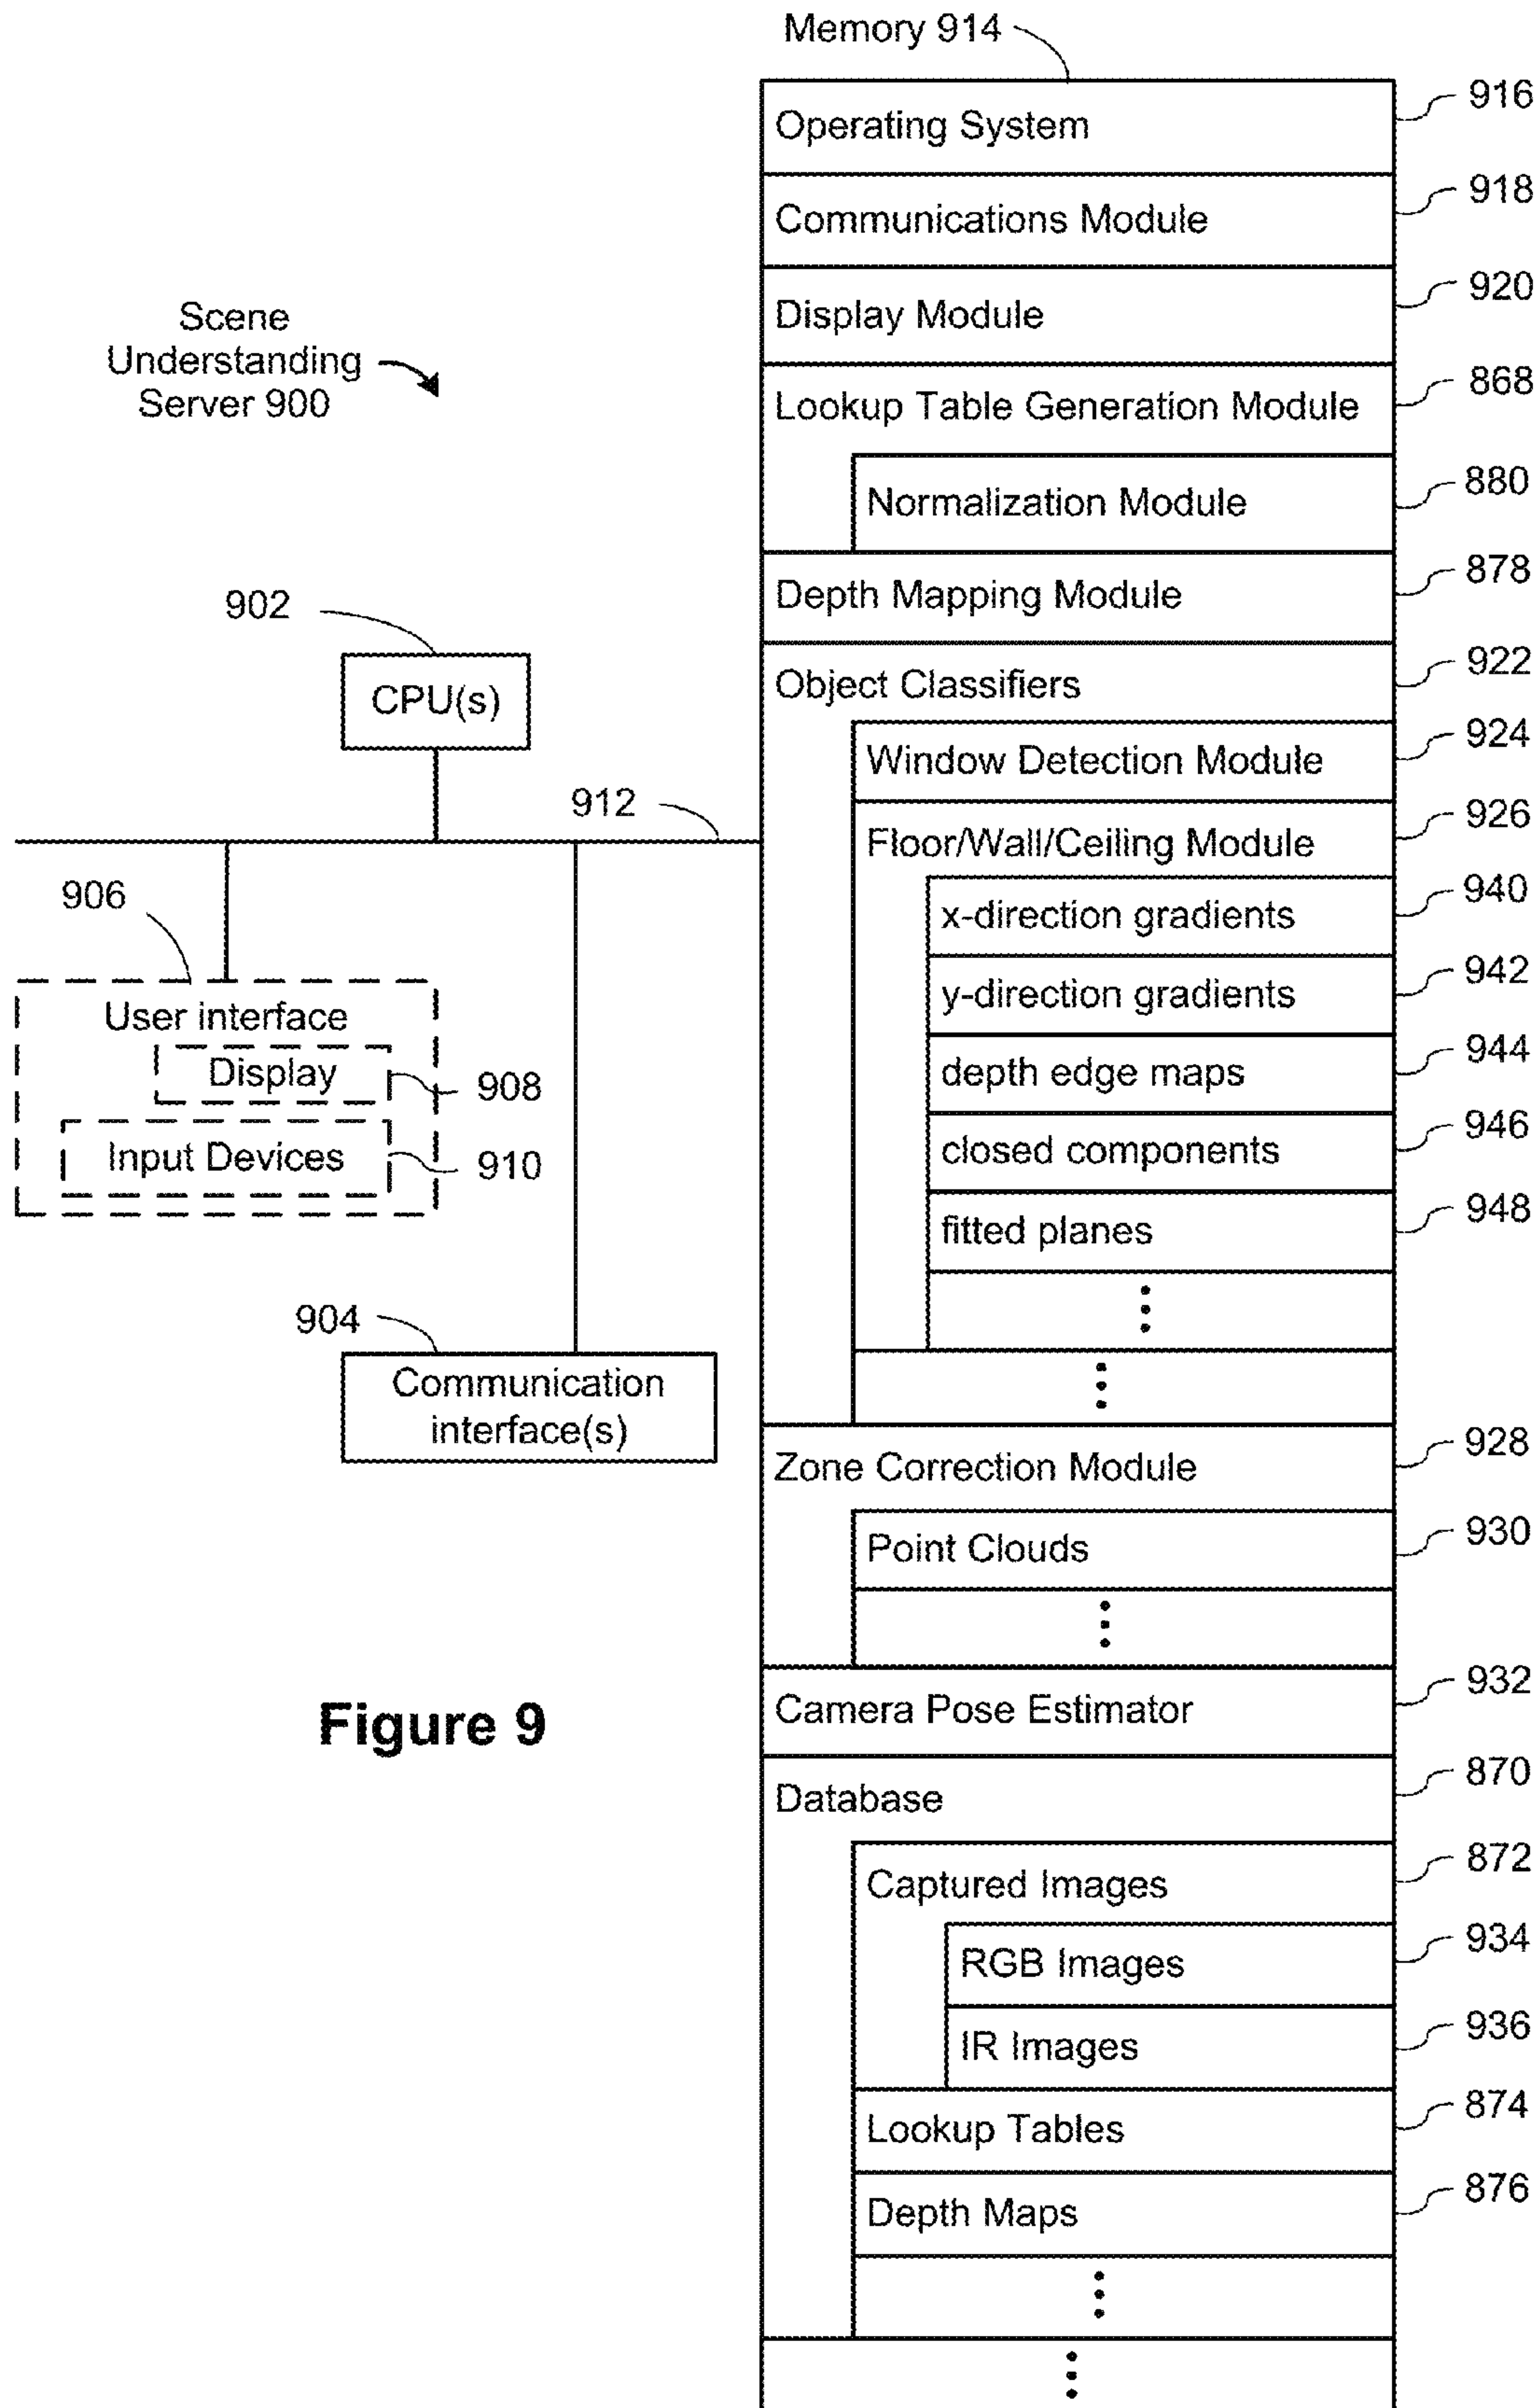 Memory 914
Operating System
916
Communications Module
918
Display Module
920
Scene
Understanding
Server 900
Lookup Table Generation Module
868
Normalization Module
880
Depth Mapping Module
878
902
CPU(s)
Object Classifiers
922
Window Detection Module
924
912
Floor/Wall/Ceiling Module
926
x-direction gradients
940
y-direction gradients
942
depth edge maps
944
closed components
946
fitted planes
948
906
User interface
Display
908
Input Devices
910
904
Communication
interface(s)
Zone Correction Module
928
Point Clouds
930
Camera Pose Estimator
932
Figure 9
Database
870
Captured Images
872
RGB Images
934
IR Images
936
Lookup Tables
874
Depth Maps
876